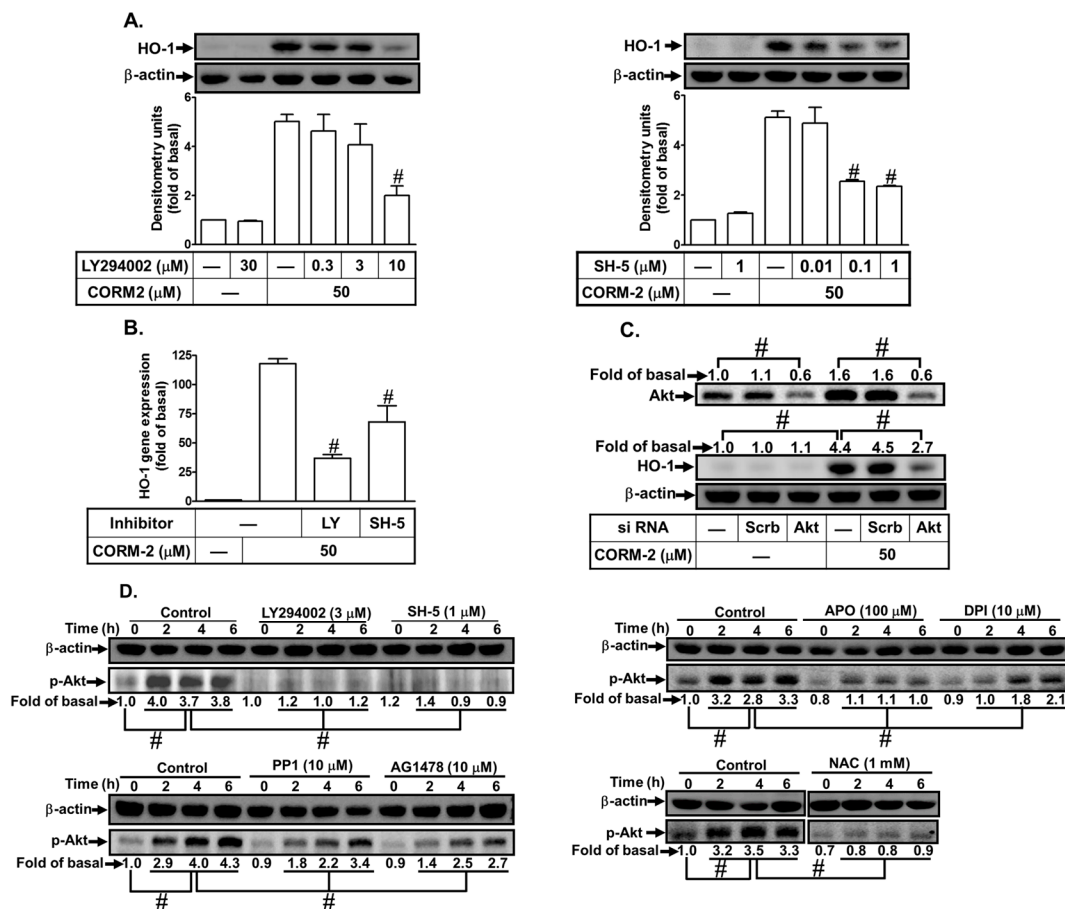 A.
HO-1
β-actin
Densitometry units
(fold of basal)
6
4
2
0
#
LY294002 (μM) — 30 — 0.3 3 10
CORM2 (μM) — 50
HO-1
β-actin
Densitometry units
(fold of basal)
6
4
2
0
# #
SH-5 (μM) — 1 — 0.01 0.1 1
CORM-2 (μM) — 50
B.
HO-1 gene expression
(fold of basal)
125
100
75
50
25
0
# #
Inhibitor — LY SH-5
CORM-2 (μM) — 50
C.
# #
Fold of basal 1.0 1.1 0.6 1.6 1.6 0.6
Akt
# #
Fold of basal 1.0 1.0 1.1 4.4 4.5 2.7
HO-1
β-actin
si RNA — Scrb Akt — Scrb Akt
CORM-2 (μM) — 50
D.
Control LY294002 (3 μM) SH-5 (1 μM)
Time (h) 0 2 4 6 0 2 4 6 0 2 4 6
β-actin
p-Akt
Fold of basal 1.0 4.0 3.7 3.8 1.0 1.2 1.0 1.2 1.2 1.4 0.9 0.9
# #
Control APO (100 μM) DPI (10 μM)
Time (h) 0 2 4 6 0 2 4 6 0 2 4 6
β-actin
p-Akt
Fold of basal 1.0 3.2 2.8 3.3 0.8 1.1 1.1 1.0 0.9 1.0 1.8 2.1
# #
Control PP1 (10 μM) AG1478 (10 μM)
Time (h) 0 2 4 6 0 2 4 6 0 2 4 6
β-actin
p-Akt
Fold of basal 1.0 2.9 4.0 4.3 0.9 1.8 2.2 3.4 0.9 1.4 2.5 2.7
# #
Control NAC (1 mM)
Time (h) 0 2 4 6 0 2 4 6
β-actin
p-Akt
Fold of basal 1.0 3.2 3.5 3.3 0.7 0.8 0.8 0.9
# #